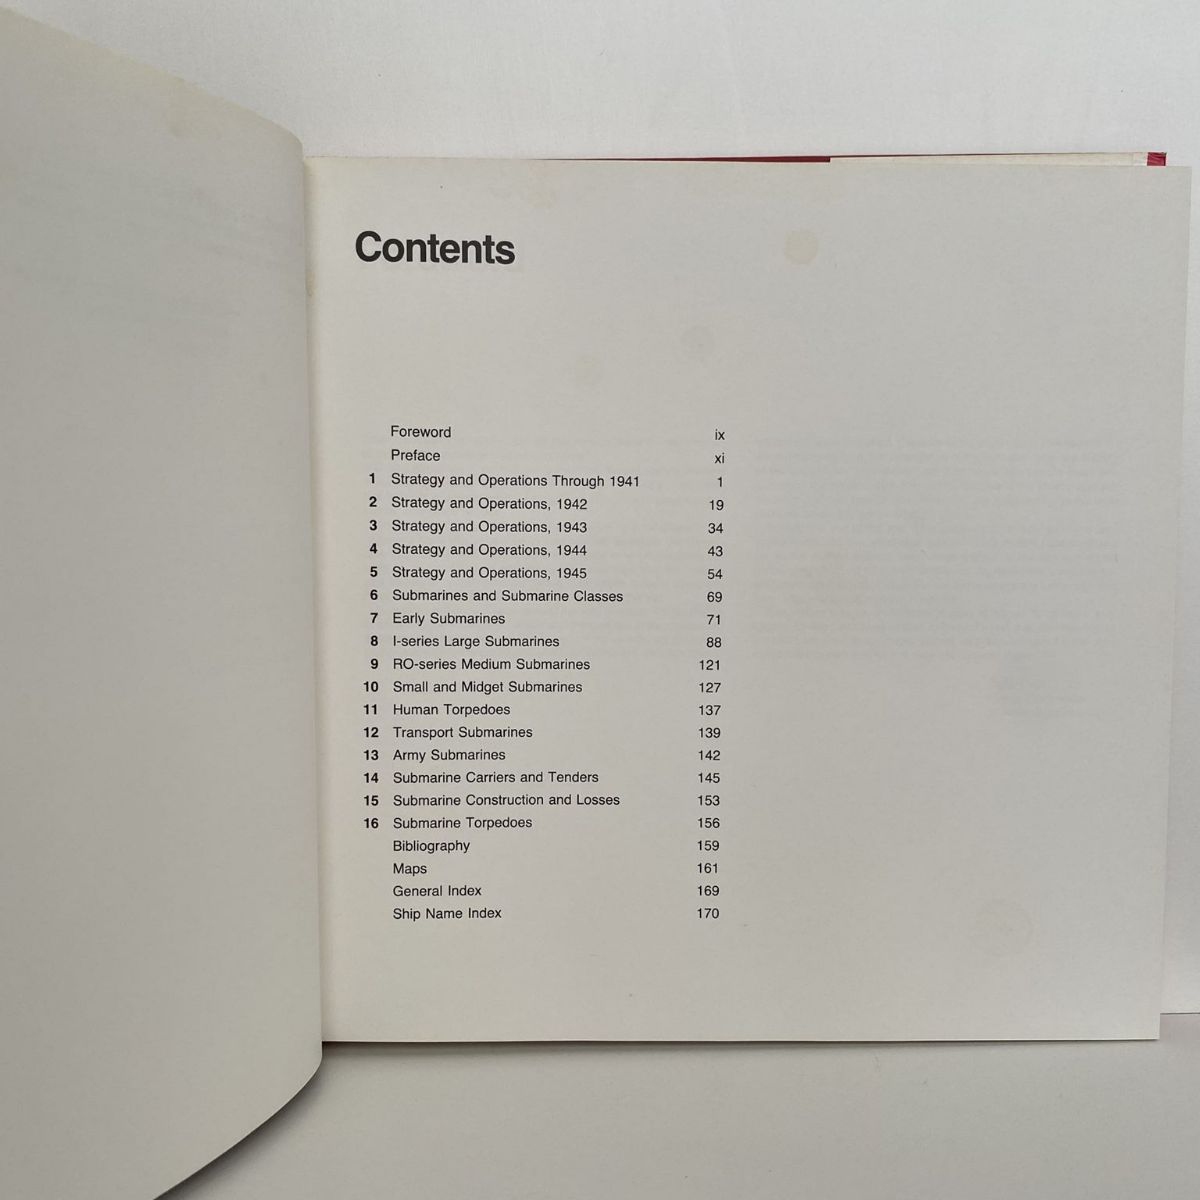 Contents
Foreword ix
Preface xi
1 Strategy and Operations Through 1941 1
2 Strategy and Operations, 1942 19
3 Strategy and Operations, 1943 34
4 Strategy and Operations, 1944 43
5 Strategy and Operations, 1945 54
6 Submarines and Submarine Classes 69
7 Early Submarines 71
8 I-series Large Submarines 88
9 RO-series Medium Submarines 121
10 Small and Midget Submarines 127
11 Human Torpedoes 137
12 Transport Submarines 139
13 Army Submarines 142
14 Submarine Carriers and Tenders 145
15 Submarine Construction and Losses 153
16 Submarine Torpedoes 156
Bibliography 159
Maps 161
General Index 169
Ship Name Index 170